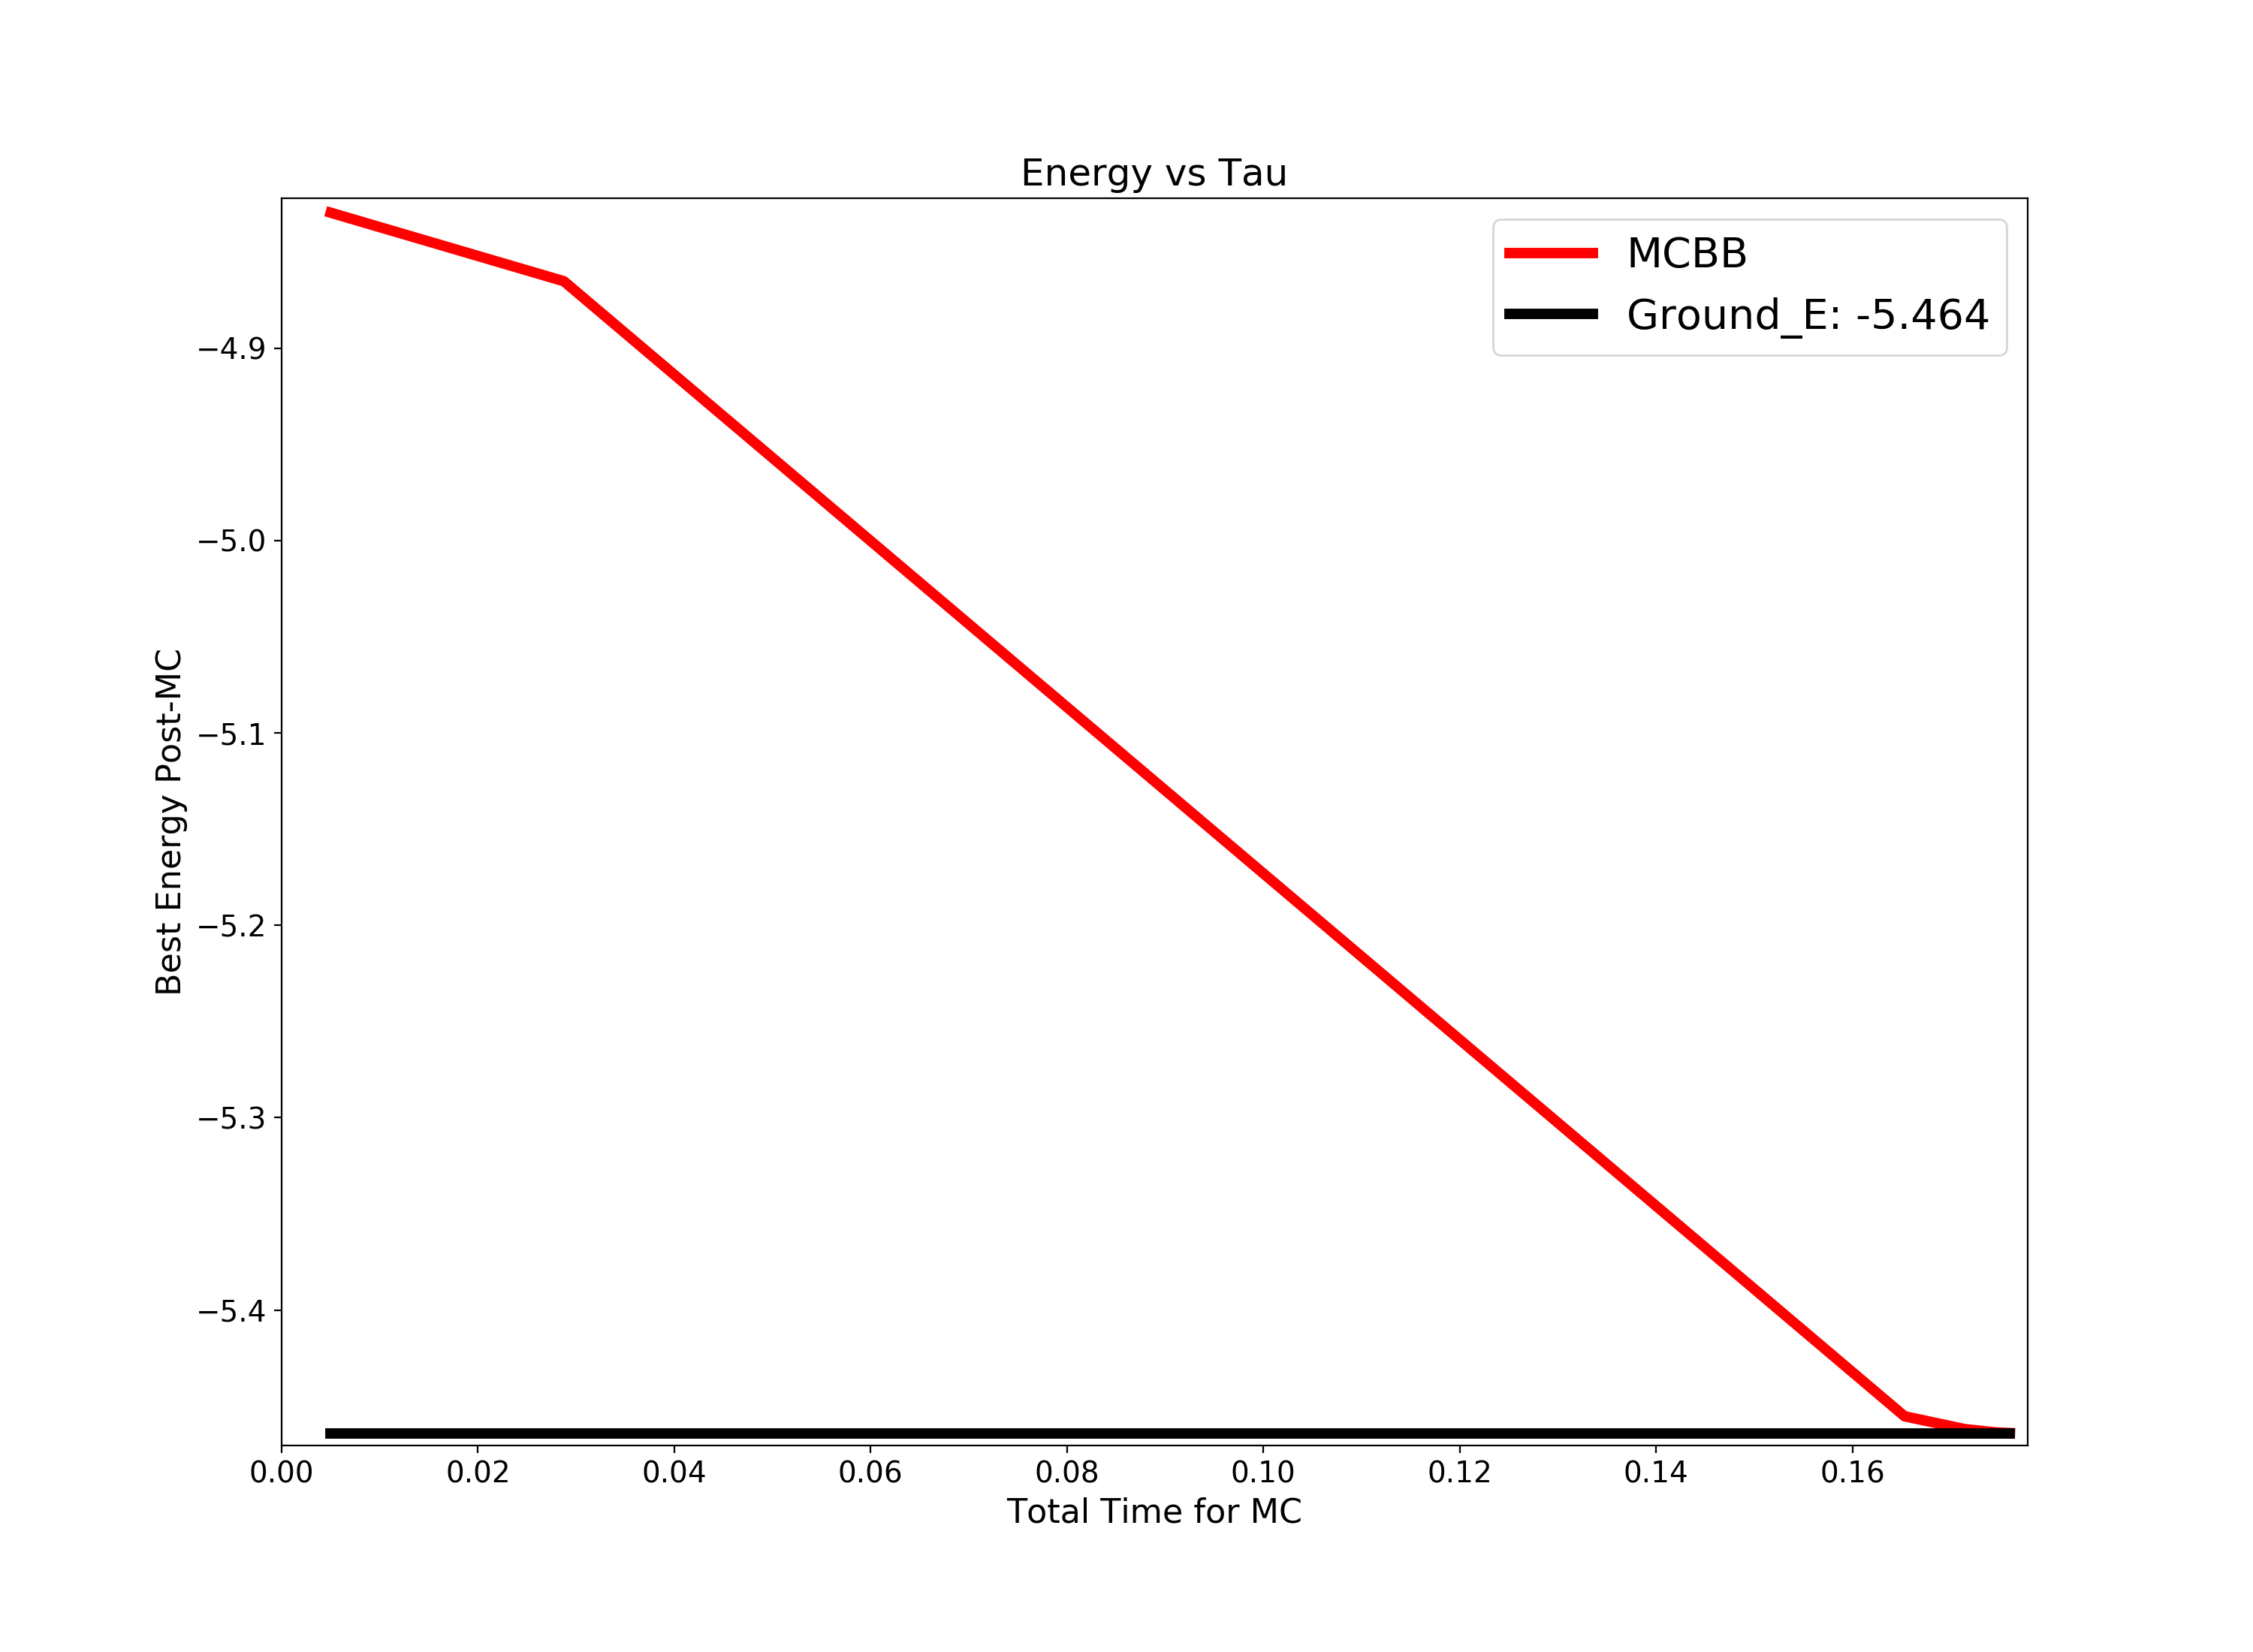 Energy vs Tau
MCBB
Ground_E: -5.464
Best Energy Post-MC
−4.9
−5.0
−5.1
−5.2
−5.3
−5.4
0.00 0.02 0.04 0.06 0.08 0.10 0.12 0.14 0.16
Total Time for MC